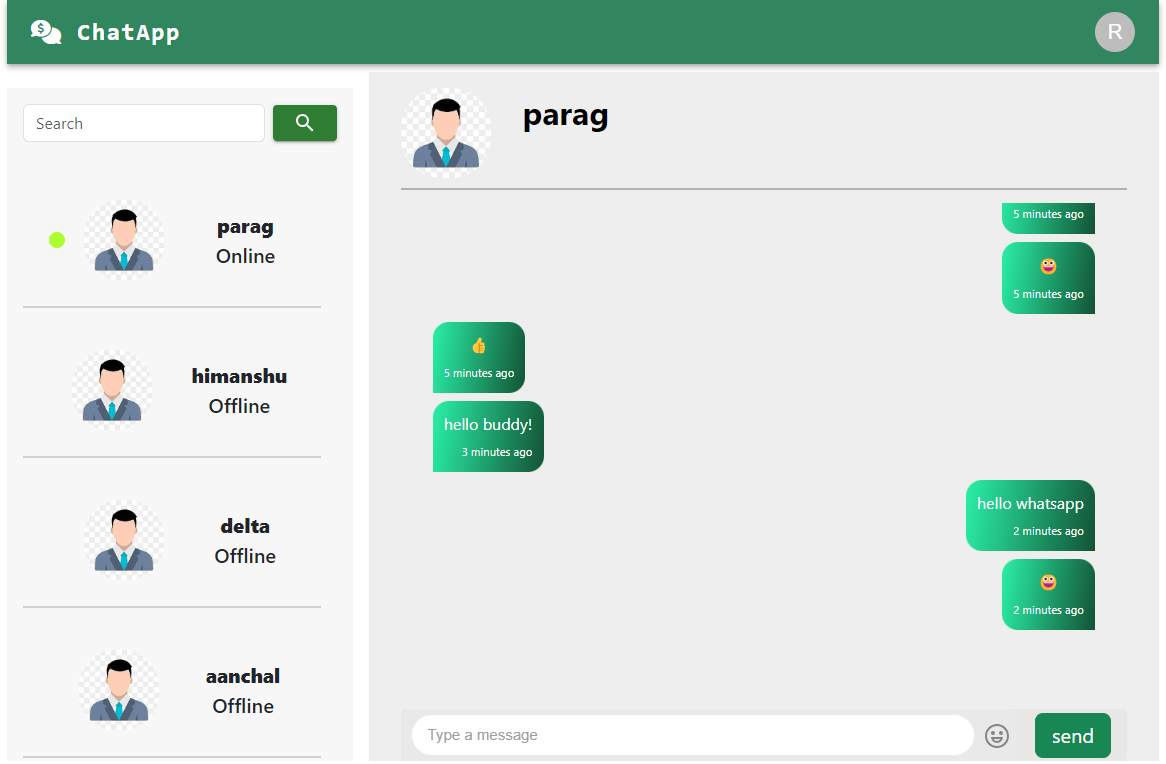 $ ChatApp
R
Search
parag
Online
himanshu
Offline
delta
Offline
aanchal
Offline
parag
5 minutes ago
5 minutes ago
👍
5 minutes ago
hello buddy!
3 minutes ago
hello whatsapp
2 minutes ago
2 minutes ago
Type a message
send